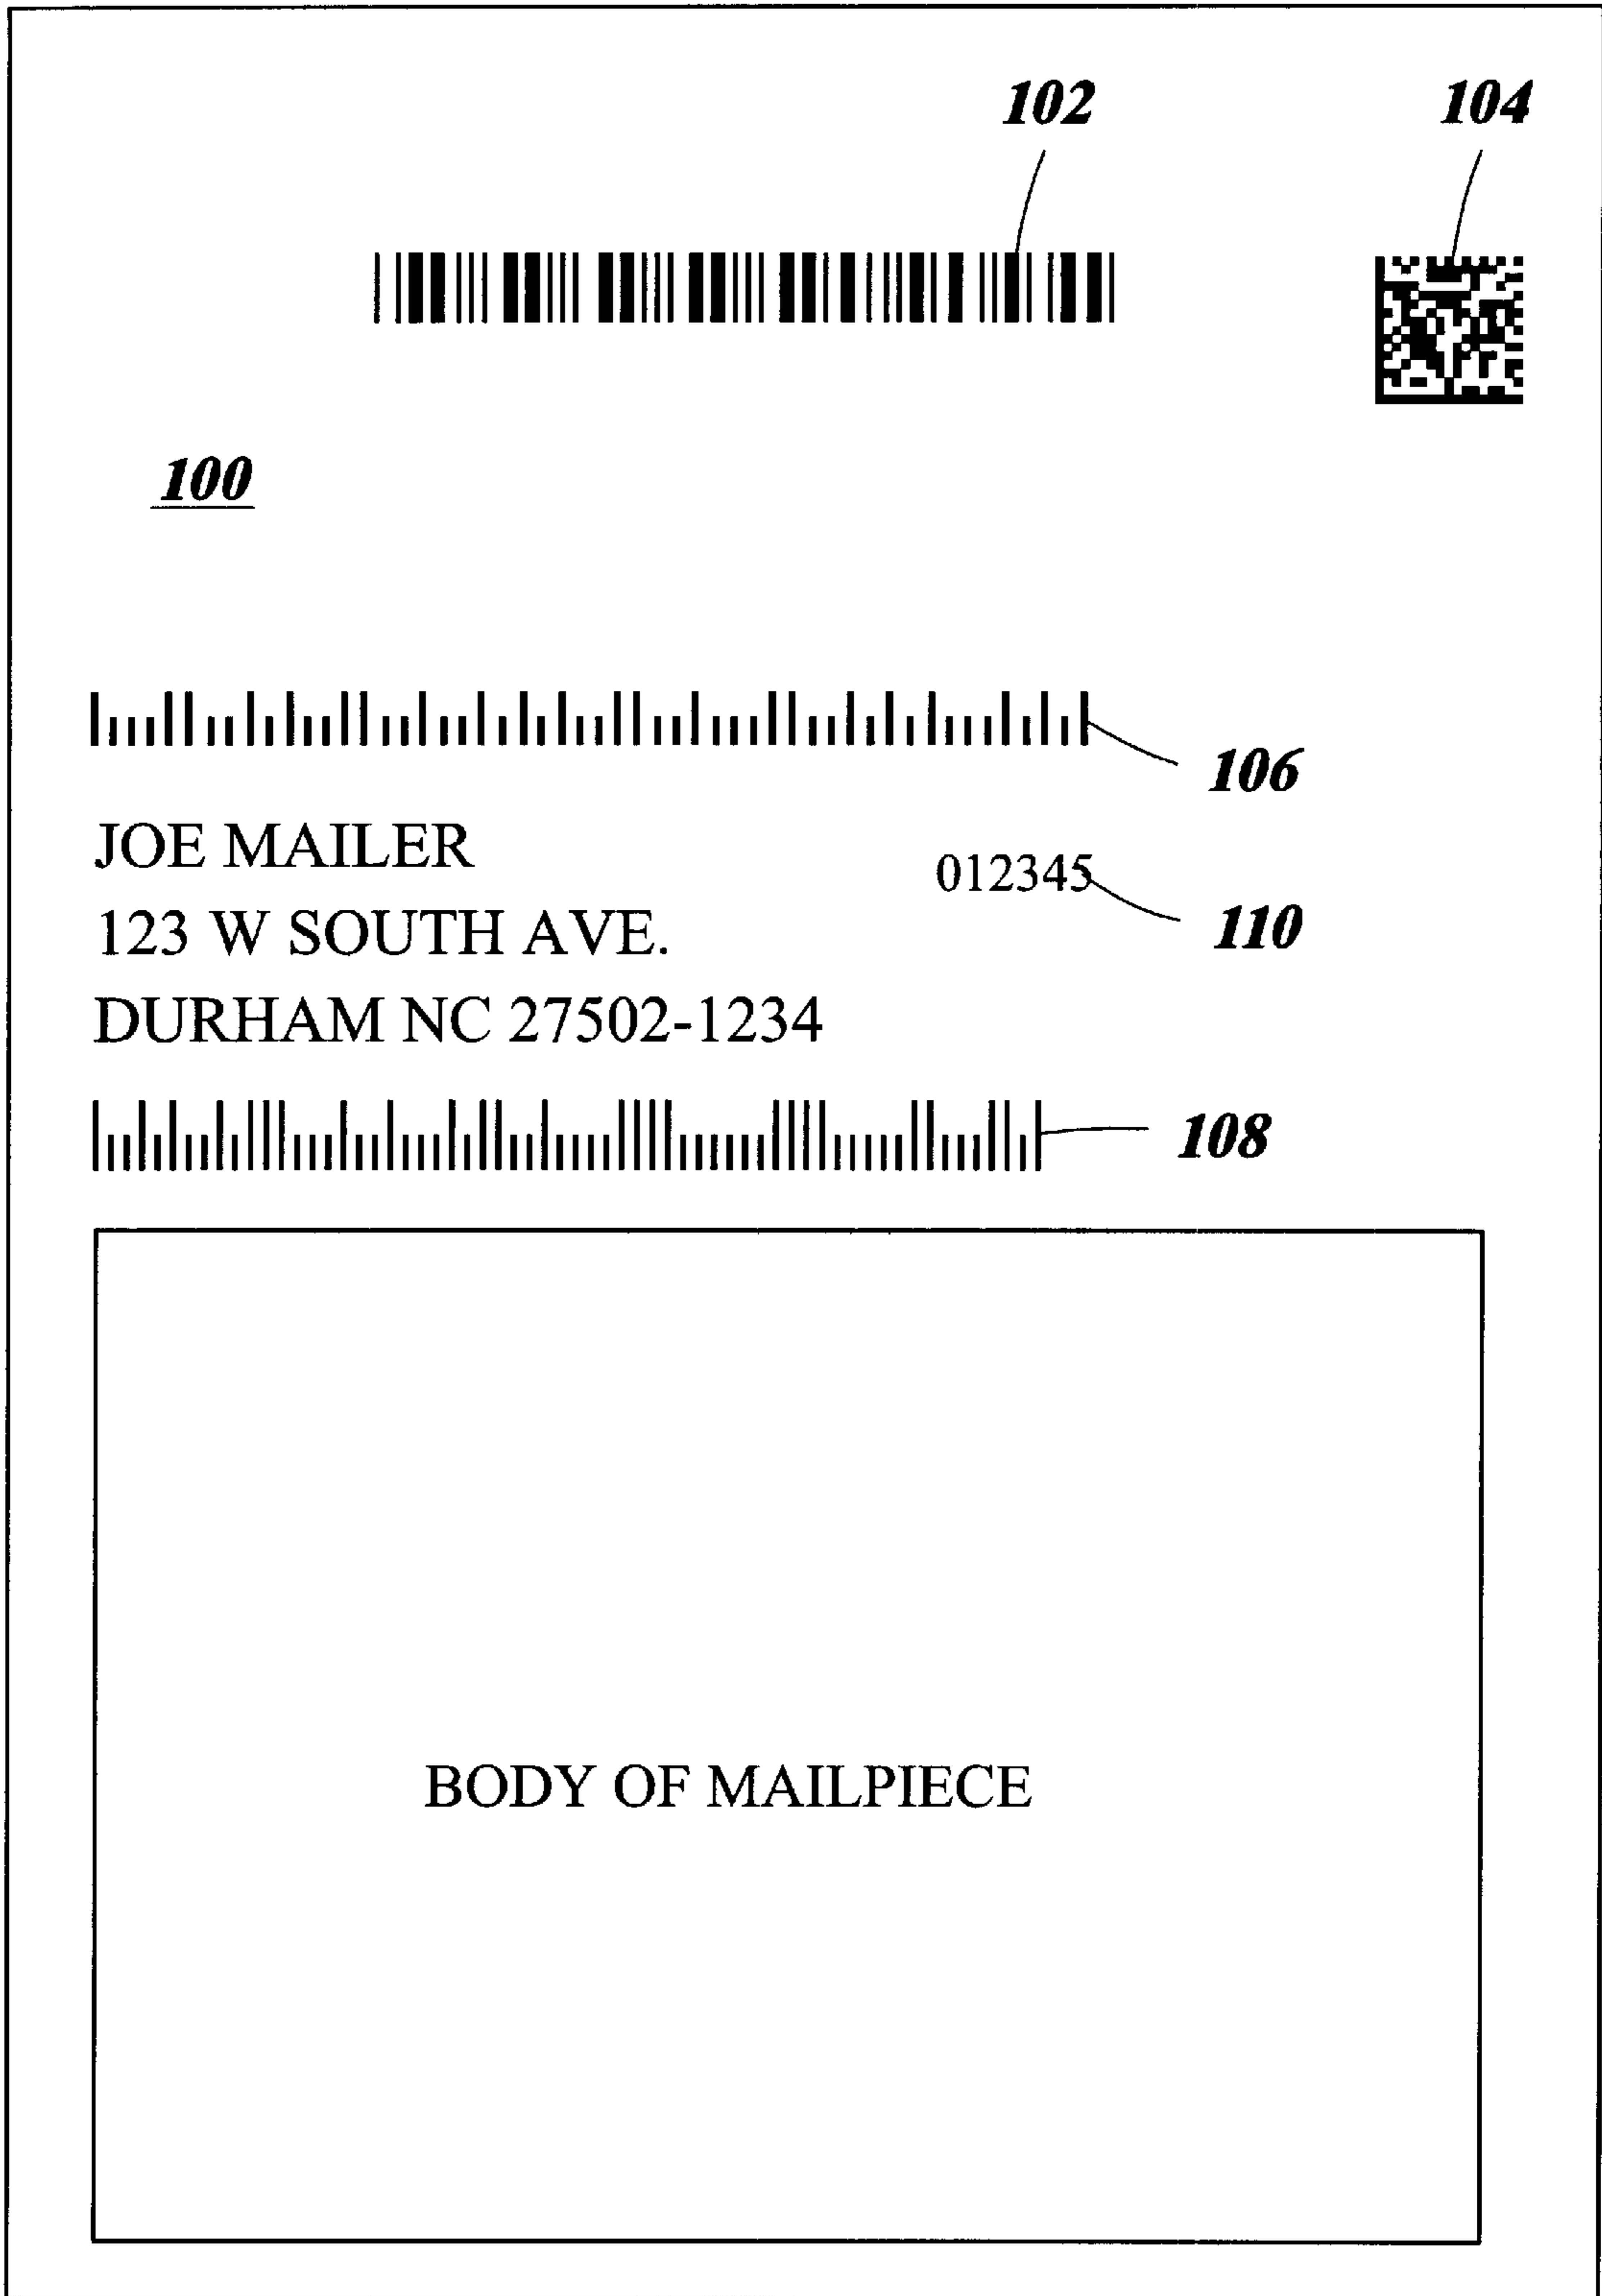 102
104
100
106
JOE MAILER
012345
110
123 W SOUTH AVE.
DURHAM NC 27502-1234
108
BODY OF MAILPIECE